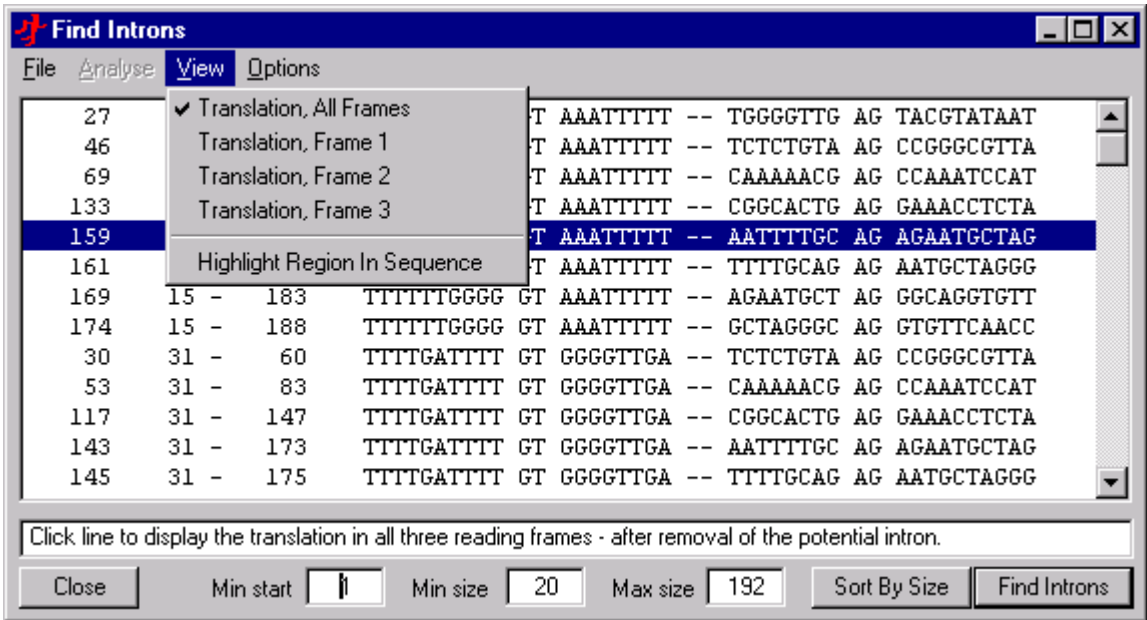 Find Introns
File Analyse View Options
Translation, All Frames
Translation, Frame 1
Translation, Frame 2
Translation, Frame 3
Highlight Region In Sequence
27 T AAATTTTT -- TGGGGTTG AG TACGTATAAT
46 T AAATTTTT -- TCTCTGTA AG CCGGGCGTTA
69 T AAATTTTT -- CAAAAACG AG CCAAATCCAT
133 T AAATTTTT -- CGGCACTG AG GAAACCTCTA
159 T AAATTTTT -- AATTTTGC AG AGAATGCTAG
161 T AAATTTTT -- TTTTGCAG AG AATGCTAGGG
169 15 - 183 TTTTTTGGGG GT AAATTTTT -- AGAATGCT AG GGCAGGTGTT
174 15 - 188 TTTTTTGGGG GT AAATTTTT -- GCTAGGGC AG GTGTTCAACC
30 31 - 60 TTTTGATTTT GT GGGGTTGA -- TCTCTGTA AG CCGGGCGTTA
53 31 - 83 TTTTGATTTT GT GGGGTTGA -- CAAAAACG AG CCAAATCCAT
117 31 - 147 TTTTGATTTT GT GGGGTTGA -- CGGCACTG AG GAAACCTCTA
143 31 - 173 TTTTGATTTT GT GGGGTTGA -- AATTTTGC AG AGAATGCTAG
145 31 - 175 TTTTGATTTT GT GGGGTTGA -- TTTTGCAG AG AATGCTAGGG
Click line to display the translation in all three reading frames - after removal of the potential intron.
Close Min start 1 Min size 20 Max size 192 Sort By Size Find Introns